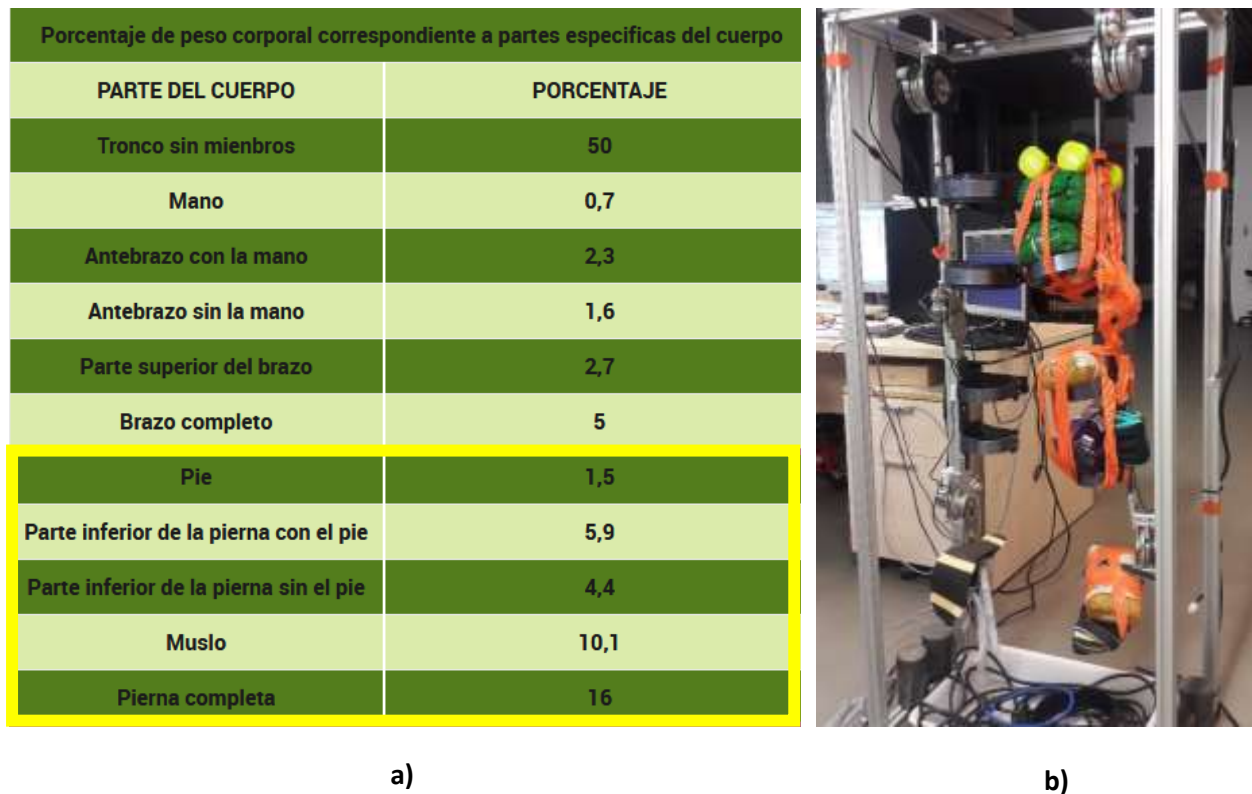 Porcentaje de peso corporal correspondiente a partes especificas del cuerpo
PARTE DEL CUERPO PORCENTAJE
Tronco sin mienbros 50
Mano 0,7
Antebrazo con la mano 2,3
Antebrazo sin la mano 1,6
Parte superior del brazo 2,7
Brazo completo 5
Pie 1,5
Parte inferior de la pierna con el pie 5,9
Parte inferior de la pierna sin el pie 4,4
Muslo 10,1
Pierna completa 16
a) b)